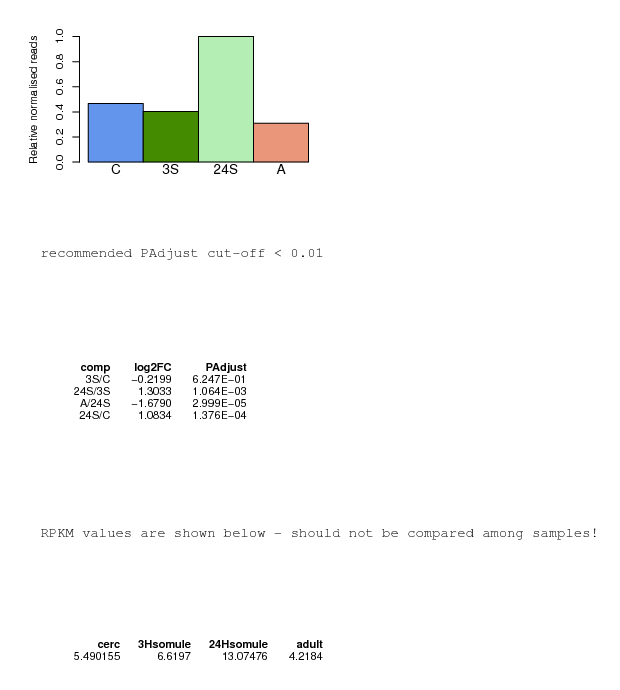 Relative normalised reads
1.0
0.8
0.6
0.4
0.2
0.0
C 3S 24S A
recommended PAdjust cut-off < 0.01
comp log2FC PAdjust
3S/C −0.2199 6.247E−01
24S/3S 1.3033 1.064E−03
A/24S −1.6790 2.999E−05
24S/C 1.0834 1.376E−04
RPKM values are shown below - should not be compared among samples!
cerc 3Hsomule 24Hsomule adult
5.490155 6.6197 13.07476 4.2184